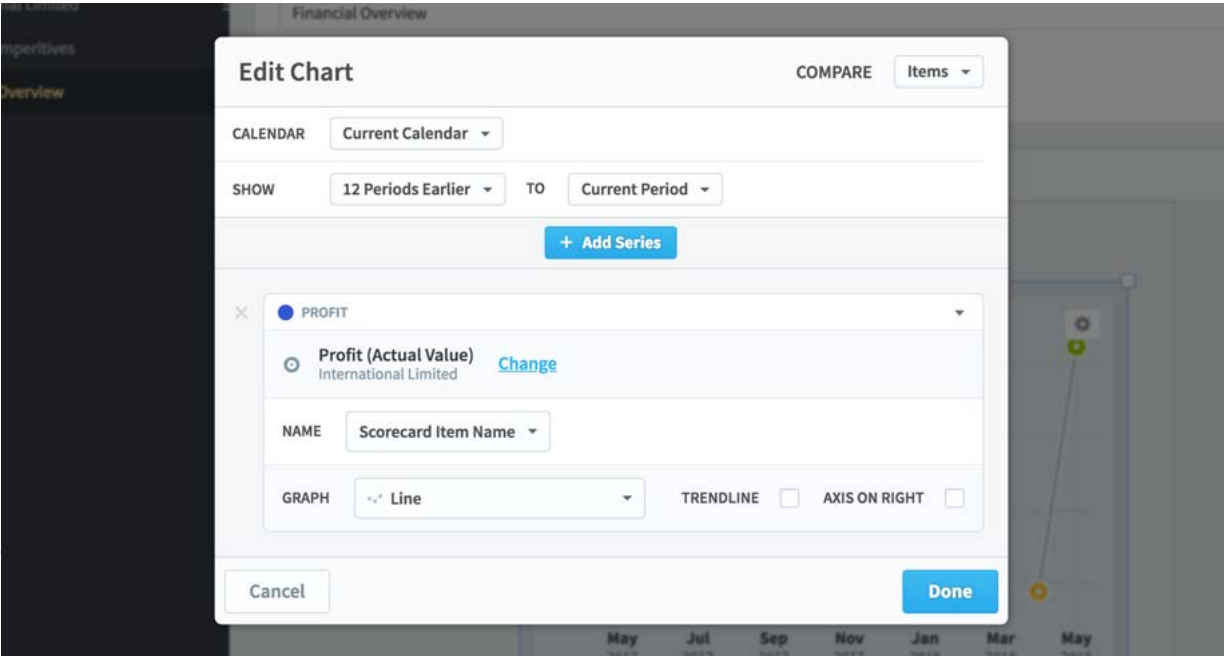 Limited
Financial Overview
Imperitives
Overview
Edit Chart
COMPARE Items
CALENDAR Current Calendar
SHOW 12 Periods Earlier TO Current Period
+ Add Series
PROFIT
Profit (Actual Value) Change
International Limited
NAME Scorecard Item Name
GRAPH Line TRENDLINE AXIS ON RIGHT
Cancel Done
May Jul Sep Nov Jan Mar May